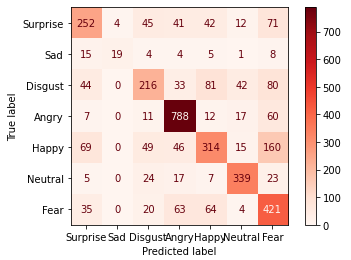 Surprise 252 4 45 41 42 12 71
Sad 15 19 4 4 5 1 8
Disgust 44 0 216 33 81 42 80
Angry 7 0 11 788 12 17 60
Happy 69 0 49 46 314 15 160
Neutral 5 0 24 17 7 339 23
Fear 35 0 20 63 64 4 421
Surprise Sad Disgust Angry Happy Neutral Fear
Predicted label
True label
700
600
500
400
300
200
100
0